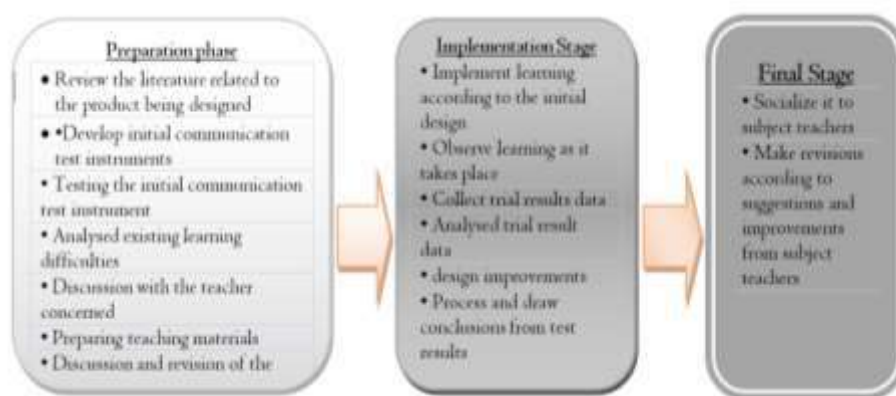 Preparation phase
• Review the literature related to
the product being designed
• •Develop initial communication
test instruments
• Testing the initial communication
test instrument
• Analysed existing learning
difficulties
• Discussion with the teacher
concerned
• Preparing teaching materials
• Discussion and revision of the
Implementation Stage
• Implement learning
according to the initial
design
• Observe learning as it
takes place
• Collect trial results data
• Analysed trial result
data
• design improvements
• Process and draw
conclusions from test
results
Final Stage
• Socialize it to
subject teachers
• Make revisions
according to
suggestions and
improvements
from subject
teachers